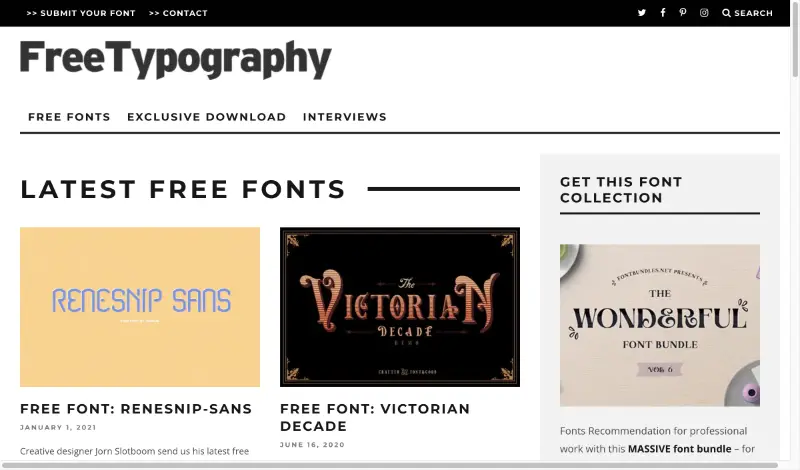 >> SUBMIT YOUR FONT >> CONTACT
SEARCH
FreeTypography
FREE FONTS EXCLUSIVE DOWNLOAD INTERVIEWS
LATEST FREE FONTS
RENESNIP SANS
FREE FONT: RENESNIP-SANS
JANUARY 1, 2021
Creative designer Jorn Slotboom send us his latest free
The
VICTORIAN
DECADE
DEMO
FREE FONT: VICTORIAN
DECADE
JUNE 16, 2020
GET THIS FONT
COLLECTION
FONTBUNDLES.NET PRESENTS
THE
WONDERFUL
FONT BUNDLE
VOL 6
Fonts Recommendation for professional
work with this MASSIVE font bundle – for